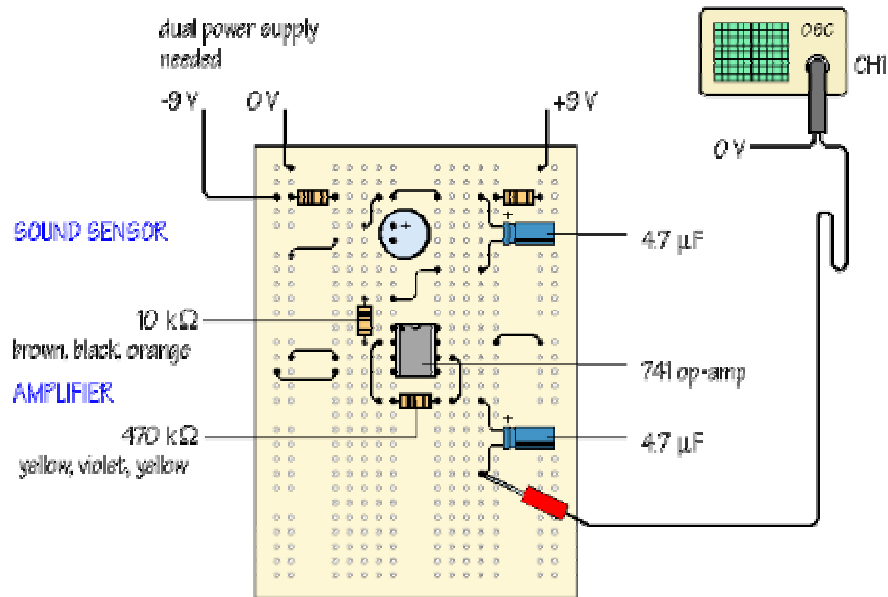 dual power supply
needed
-9 V
0 V
+9 V
OSC
CH1
0 V
SOUND SENSOR
+
+
4.7 µF
10 kΩ
brown, black, orange
741 op-amp
AMPLIFIER
+
470 kΩ
4.7 µF
yellow, violet, yellow